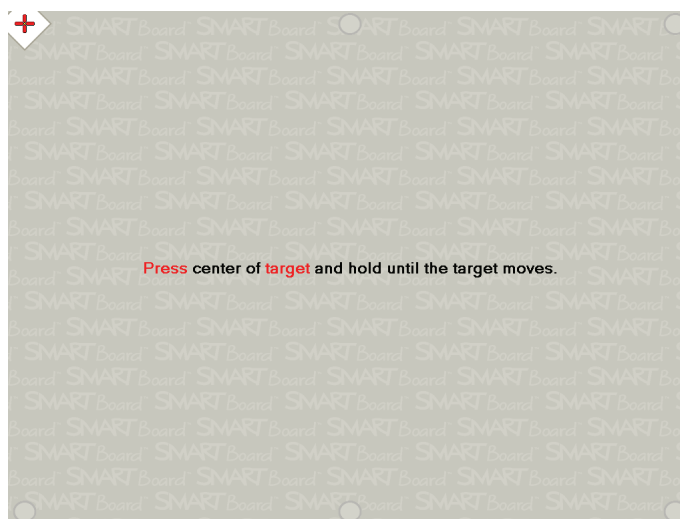 Press center of target and hold until the target moves.